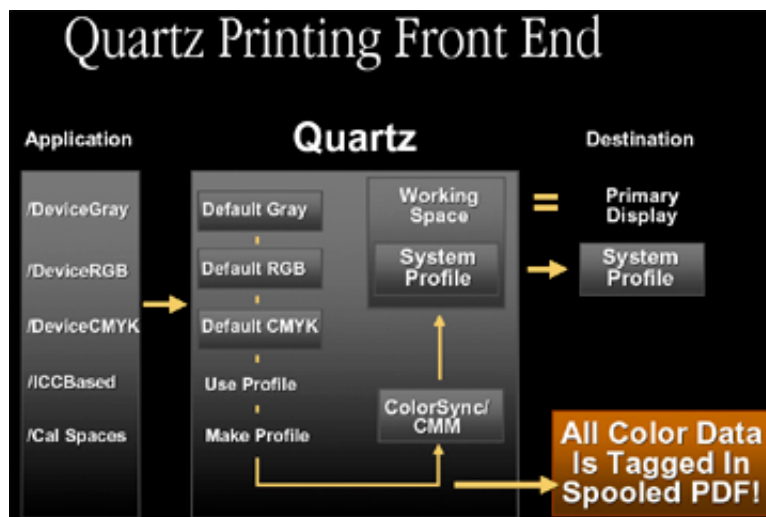 Quartz Printing Front End
Application
Quartz
Destination
/DeviceGray
/DeviceRGB
/DeviceCMYK
/ICCBased
/Cal Spaces
Default Gray
Default RGB
Default CMYK
Use Profile
Make Profile
Working
Space
System
Profile
ColorSync/
CMM
=
Primary
Display
System
Profile
All Color Data
Is Tagged In
Spooled PDF!